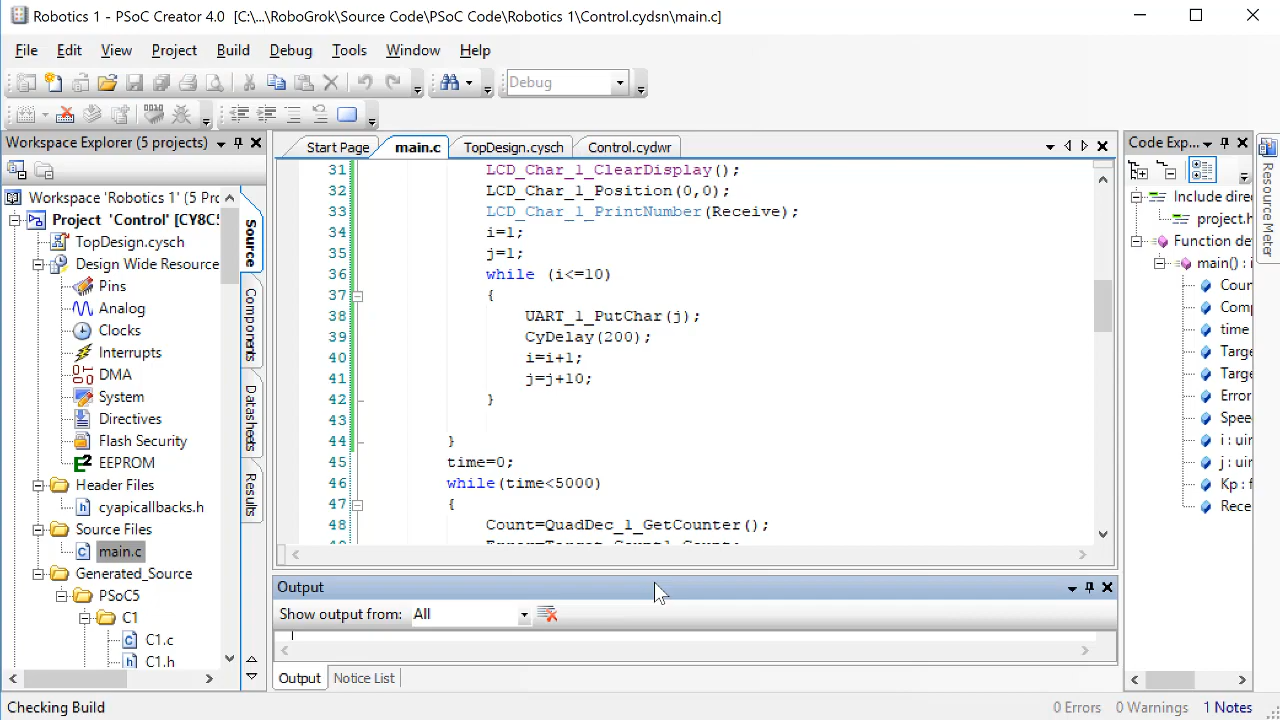 Robotics 1 - PSoC Creator 4.0 [C:\...\RoboGrok\Source Code\PSoC Code\Robotics 1\Control.cydsn\main.c]
File Edit View Project Build Debug Tools Window Help
Debug
Workspace Explorer (5 projects)
Workspace 'Robotics 1' (5 Pro
Project 'Control' [CY8C5
TopDesign.cysch
Design Wide Resource
Pins
Analog
Clocks
Interrupts
DMA
System
Directives
Flash Security
EEPROM
Header Files
cyapicallbacks.h
Source Files
main.c
Generated_Source
PSoC5
C1
C1.c
C1.h
Source
Components
Datasheets
Results
Start Page main.c TopDesign.cysch Control.cydwr
31 LCD_Char_1_ClearDisplay();
32 LCD_Char_1_Position(0,0);
33 LCD_Char_1_PrintNumber(Receive);
34 i=1;
35 j=1;
36 while (i<=10)
37 {
38 UART_1_PutChar(j);
39 CyDelay(200);
40 i=i+1;
41 j=j+10;
42 }
43
44 }
45 time=0;
46 while(time<5000)
47 {
48 Count=QuadDec_1_GetCounter();
Output
Show output from: All
Output Notice List
Code Exp...
Include direc
project.h
Function de
main() : i
Coun
Comp
time
Targe
Targe
Error
Spee
i : uin
j : uin
Kp : f
Rece
Resource Meter
Checking Build
0 Errors 0 Warnings 1 Notes